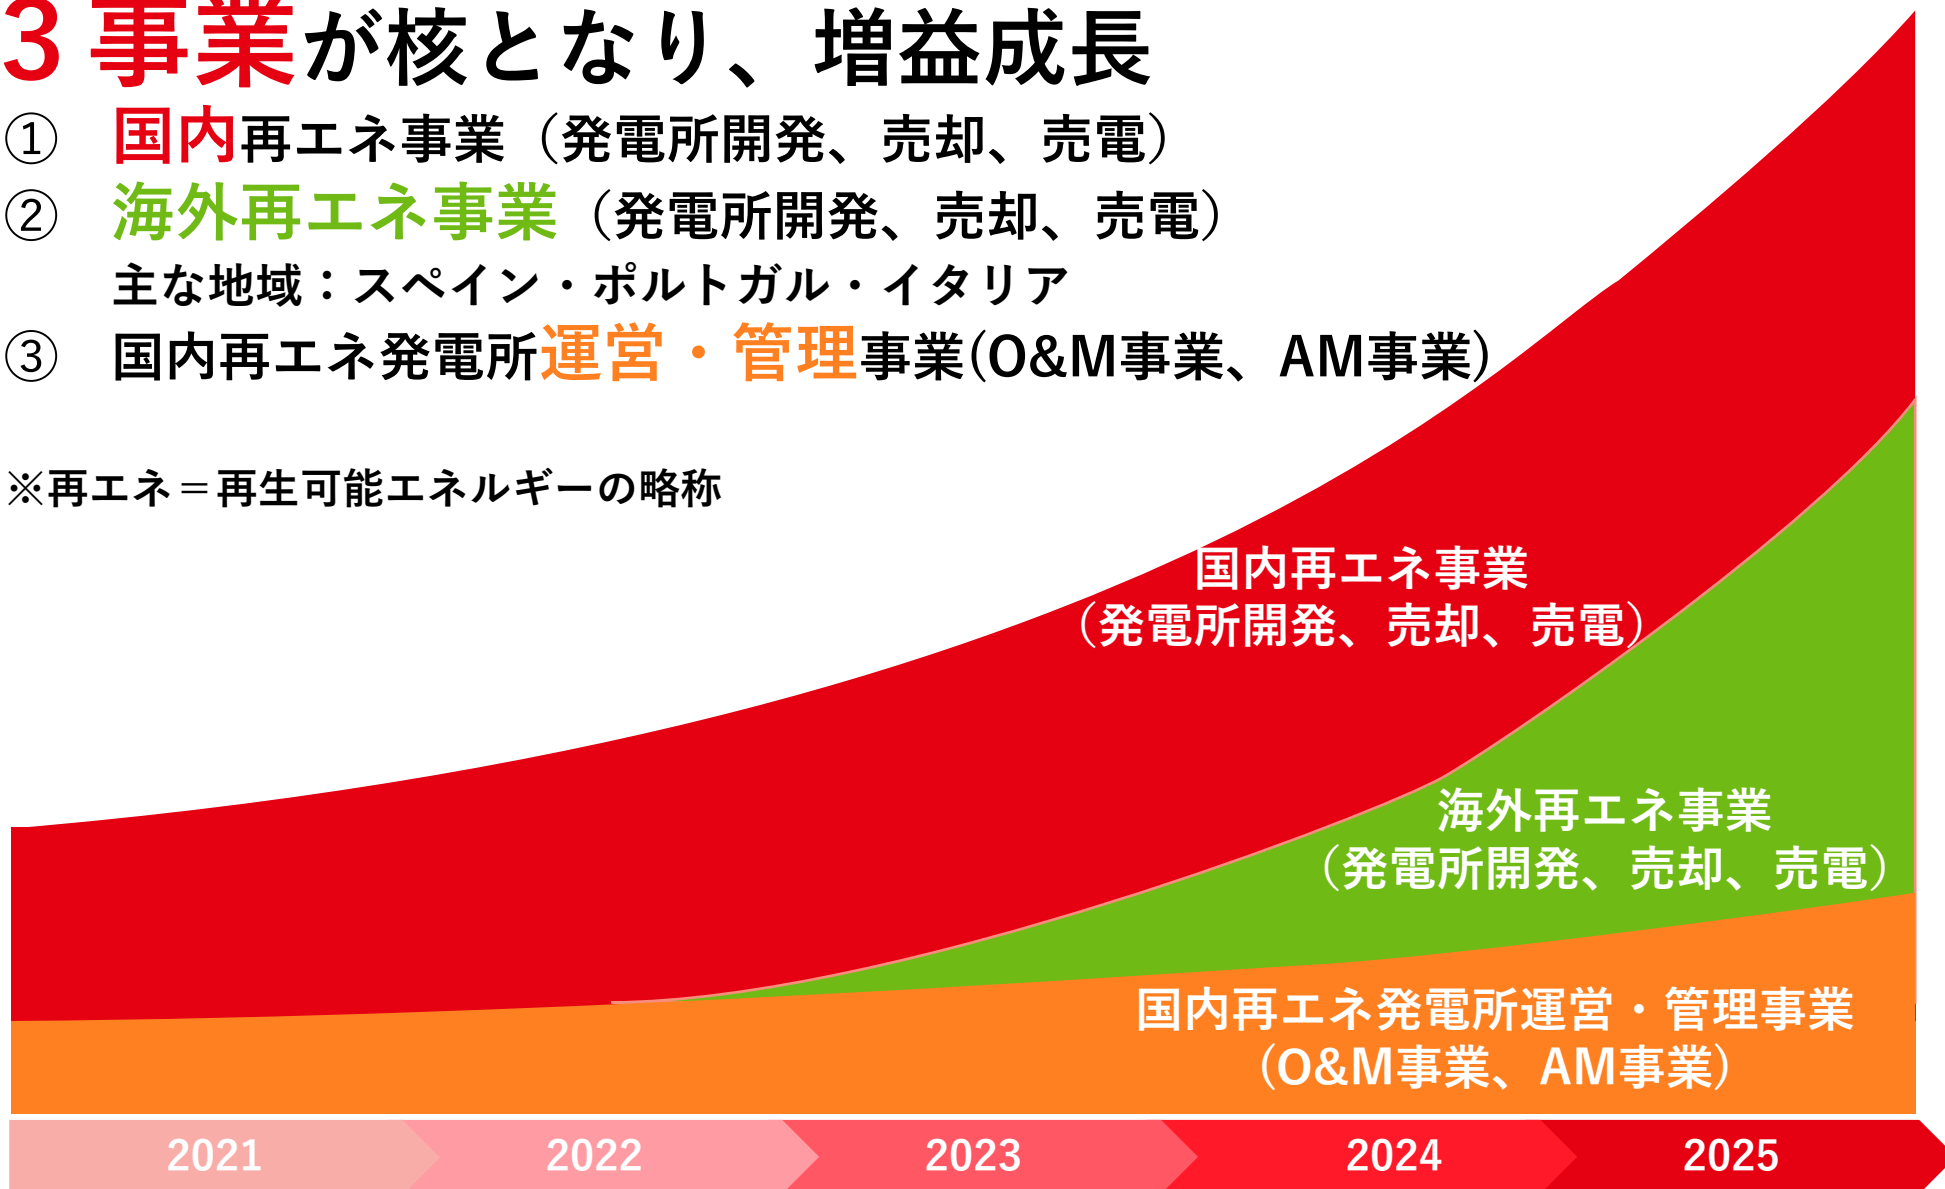 3 事業が核となり、増益成長
① 国内再エネ事業（発電所開発、売却、売電）
② 海外再エネ事業（発電所開発、売却、売電）
主な地域：スペイン・ポルトガル・イタリア
③ 国内再エネ発電所運営・管理事業(O&M事業、AM事業)
※再エネ＝再生可能エネルギーの略称
国内再エネ事業
（発電所開発、売却、売電）
海外再エネ事業
（発電所開発、売却、売電）
国内再エネ発電所運営・管理事業
(O&M事業、AM事業)
2021 2022 2023 2024 2025